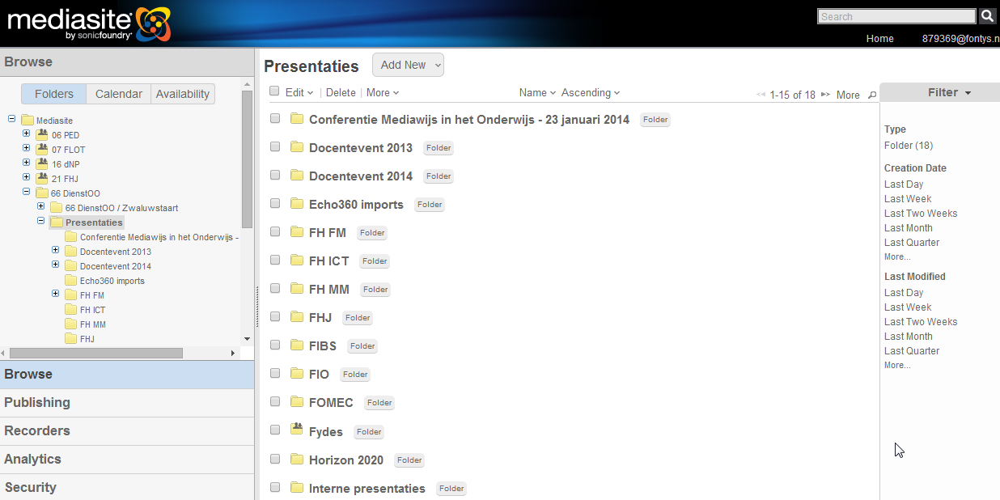 mediasite
by sonicfoundry
Search
Home 879369@fontys.n
Browse
Folders Calendar Availability
Mediasite
06 PED
07 FLOT
16 dNP
21 FHJ
66 DienstOO
66 DienstOO / Zwaluwstaart
Presentaties
Conferentie Mediawijs in het Onderwijs -
Docentevent 2013
Docentevent 2014
Echo360 imports
FH FM
FH ICT
FH MM
FHJ
Browse
Publishing
Recorders
Analytics
Security
Presentaties Add New
Edit | Delete | More Name Ascending 1-15 of 18 More
Conferentie Mediawijs in het Onderwijs - 23 januari 2014 Folder
Docentevent 2013 Folder
Docentevent 2014 Folder
Echo360 imports Folder
FH FM Folder
FH ICT Folder
FH MM Folder
FHJ Folder
FIBS Folder
FIO Folder
FOMEC Folder
Fydes Folder
Horizon 2020 Folder
Interne presentaties Folder
Filter
Type
Folder (18)
Creation Date
Last Day
Last Week
Last Two Weeks
Last Month
Last Quarter
More...
Last Modified
Last Day
Last Week
Last Two Weeks
Last Month
Last Quarter
More...